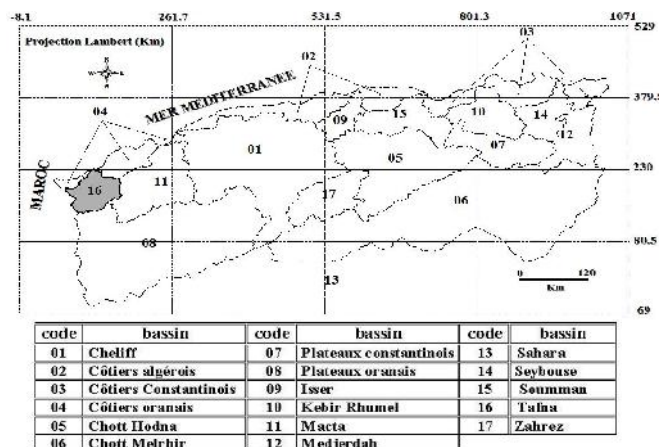 -8.1 261.7 531.5 801.3 1071
Projection Lambert (Km)
N
W
S
02
03
529
MER MEDITERRANEE
379.5
04
09
15
10
14
12
01
07
05
MAROC
230
16
11
17
06
08
80.5
13
0 120
Km
69
code bassin code bassin code bassin
01 Cheliff 07 Plateaux constantinois 13 Sahara
02 Côtiers algérois 08 Plateaux oranais 14 Seybouse
03 Côtiers Constantinois 09 Isser 15 Soumman
04 Côtiers oranais 10 Kebir Rhumel 16 Tafna
05 Chott Hodna 11 Macta 17 Zahrez
06 Chott Melrhir 12 Medjerdah